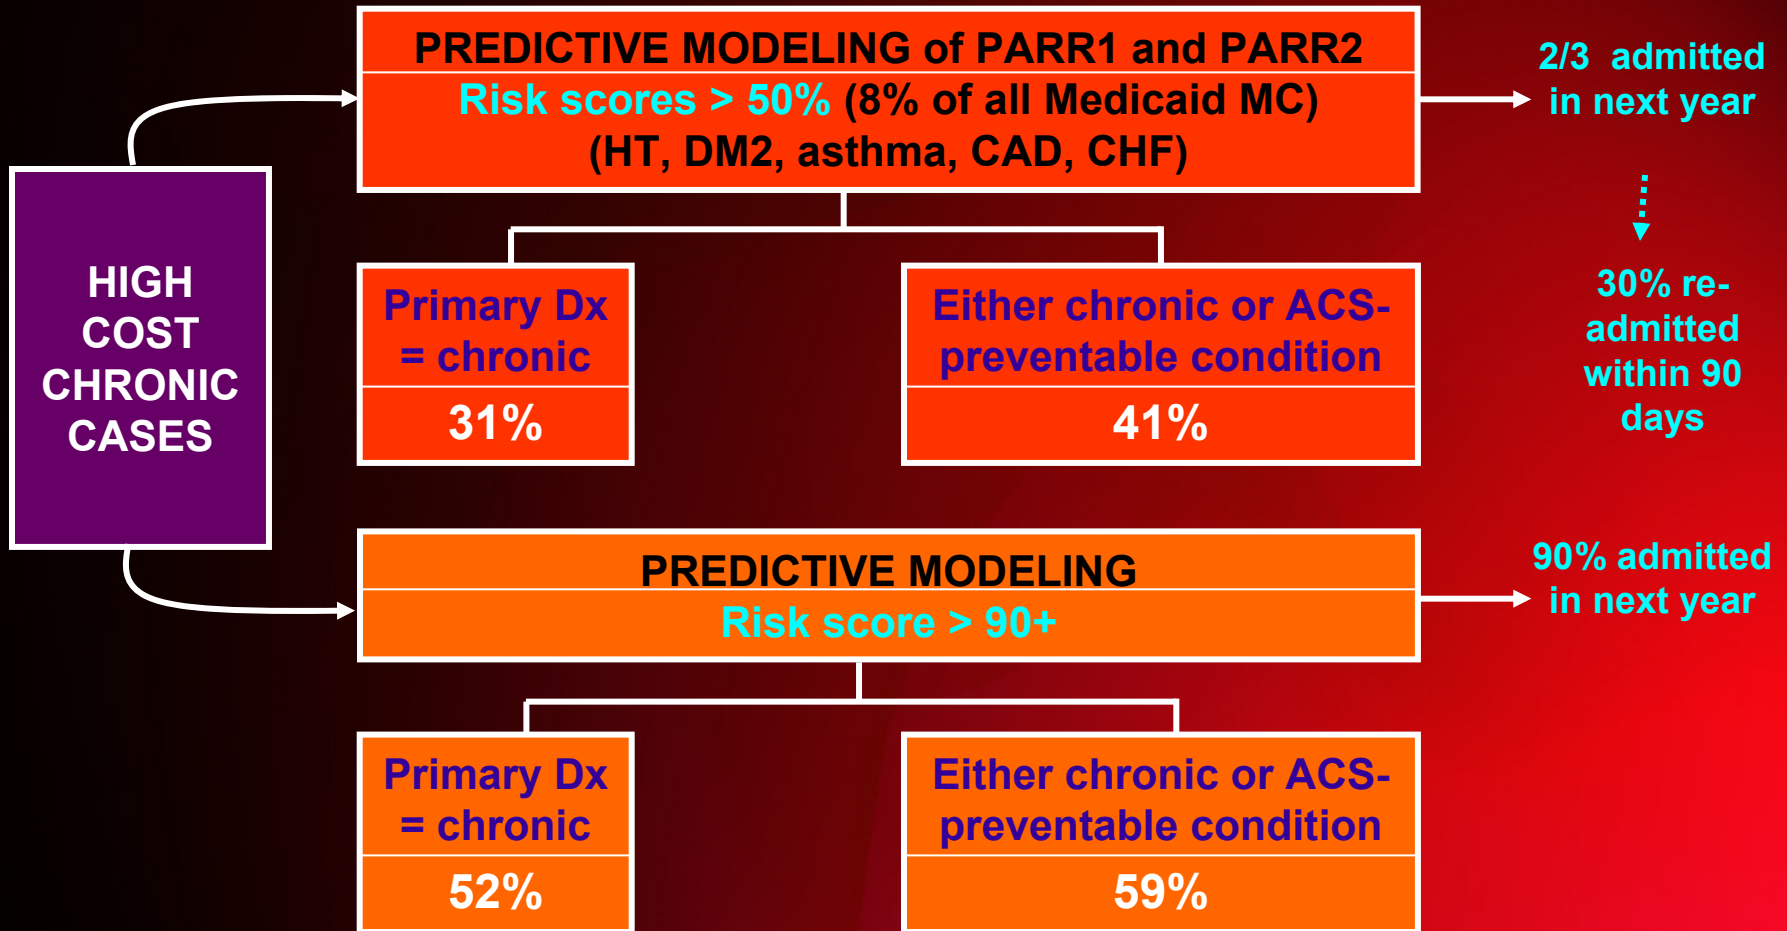 PREDICTIVE MODELING of PARR1 and PARR2
Risk scores > 50% (8% of all Medicaid MC)
(HT, DM2, asthma, CAD, CHF)
2/3 admitted
in next year
HIGH
COST
CHRONIC
CASES
Primary Dx
= chronic
31%
Either chronic or ACS-
preventable condition
41%
30% re-
admitted
within 90
days
PREDICTIVE MODELING
Risk score > 90+
90% admitted
in next year
Primary Dx
= chronic
52%
Either chronic or ACS-
preventable condition
59%